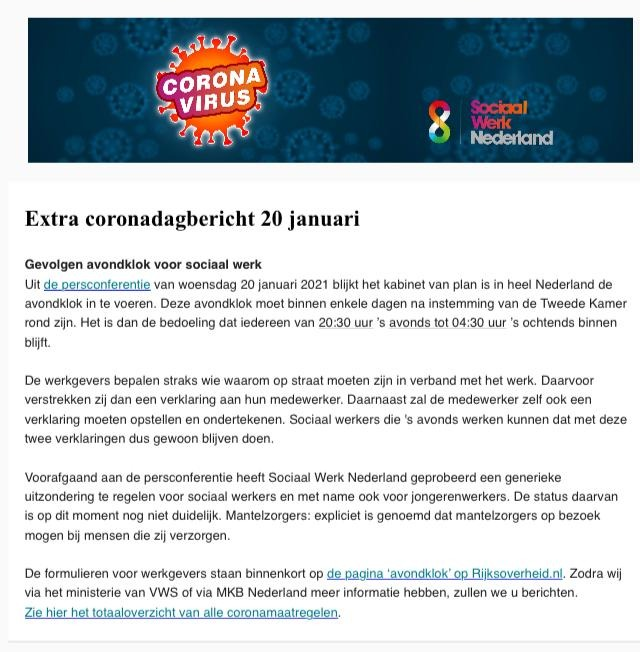 CORONA
VIRUS
Sociaal
Werk
Nederland
Extra coronadagbericht 20 januari
Gevolgen avondklok voor sociaal werk
Uit de persconferentie van woensdag 20 januari 2021 blijkt het kabinet van plan is in heel Nederland de
avondklok in te voeren. Deze avondklok moet binnen enkele dagen na instemming van de Tweede Kamer
rond zijn. Het is dan de bedoeling dat iedereen van 20:30 uur 's avonds tot 04:30 uur 's ochtends binnen
blijft.
De werkgevers bepalen straks wie waarom op straat moeten zijn in verband met het werk. Daarvoor
verstrekken zij dan een verklaring aan hun medewerker. Daarnaast zal de medewerker zelf ook een
verklaring moeten opstellen en ondertekenen. Sociaal werkers die 's avonds werken kunnen dat met deze
twee verklaringen dus gewoon blijven doen.
Voorafgaand aan de persconferentie heeft Sociaal Werk Nederland geprobeerd een generieke
uitzondering te regelen voor sociaal werkers en met name ook voor jongerenwerkers. De status daarvan
is op dit moment nog niet duidelijk. Mantelzorgers: expliciet is genoemd dat mantelzorgers op bezoek
mogen bij mensen die zij verzorgen.
De formulieren voor werkgevers staan binnenkort op de pagina 'avondklok' op Rijksoverheid.nl. Zodra wij
via het ministerie van VWS of via MKB Nederland meer informatie hebben, zullen we u berichten.
Zie hier het totaaloverzicht van alle coronamaatregelen.